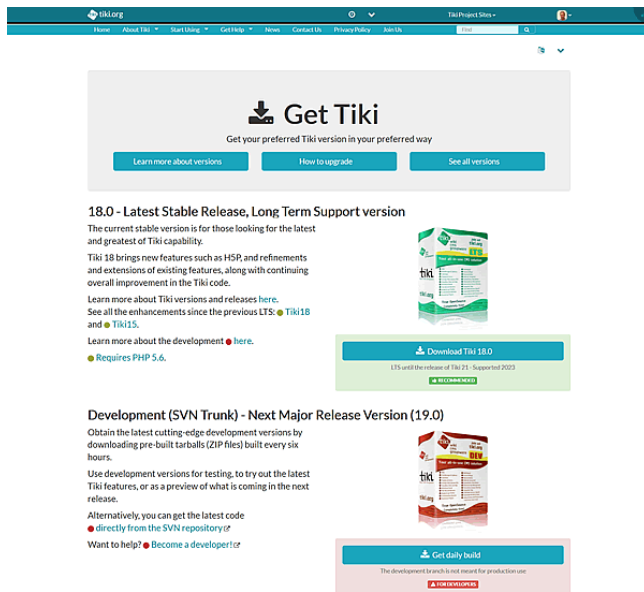 tiki.org
Tiki Project Sites
Home About Tiki Start Using Get Help News Contact Us Privacy Policy Join Us Find
Get Tiki
Get your preferred Tiki version in your preferred way
Learn more about versions How to upgrade See all versions
18.0 - Latest Stable Release, Long Term Support version
The current stable version is for those looking for the latest
and greatest of Tiki capability.
Tiki 18 brings new features such as H5P, and refinements
and extensions of existing features, along with continuing
overall improvement in the Tiki code.
Learn more about Tiki versions and releases here.
See all the enhancements since the previous LTS: Tiki18
and Tiki15.
Learn more about the development here.
Requires PHP 5.6.
tiki
LTS
tiki
Download Tiki 18.0
LTS until the release of Tiki 21 - Supported 2023
RECOMMENDED
Development (SVN Trunk) - Next Major Release Version (19.0)
Obtain the latest cutting-edge development versions by
downloading pre-built tarballs (ZIP files) built every six
hours.
Use development versions for testing, to try out the latest
Tiki features, or as a preview of what is coming in the next
release.
Alternatively, you can get the latest code
directly from the SVN repository
Want to help? Become a developer!
tiki
DEV
tiki
Get daily build
The development branch is not meant for production use
FOR DEVELOPERS